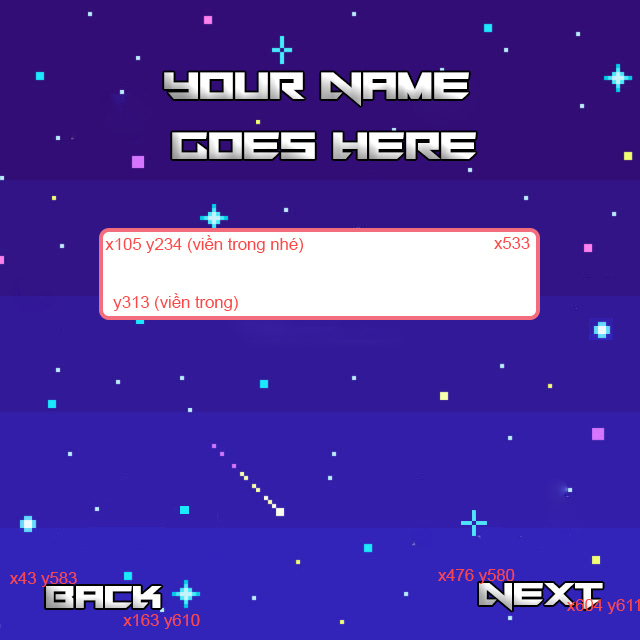 YOUR NAME
GOES HERE
x105 y234 (viền trong nhé) x533
y313 (viền trong)
x43 y583 x476 y580
BACK NEXT
x163 y610 x604 y611